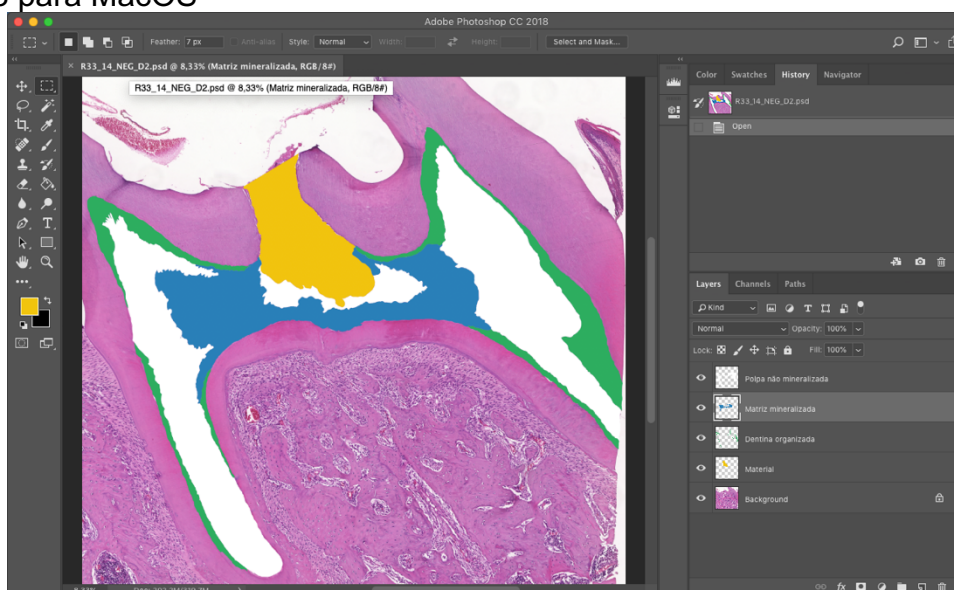 para MacOS
Adobe Photoshop CC 2018
Feather: 7 px Anti-alias Style: Normal Width: Height: Select and Mask...
× R33_14_NEG_D2.psd @ 8,33% (Matriz mineralizada, RGB/8#)
R33_14_NEG_D2.psd @ 8,33% (Matriz mineralizada, RGB/8#)
Color Swatches History Navigator
R33_14_NEG_D2.psd
Open
Layers Channels Paths
Kind
Normal Opacity: 100%
Lock: Fill: 100%
Polpa não mineralizada
Matriz mineralizada
Dentina organizada
Material
Background